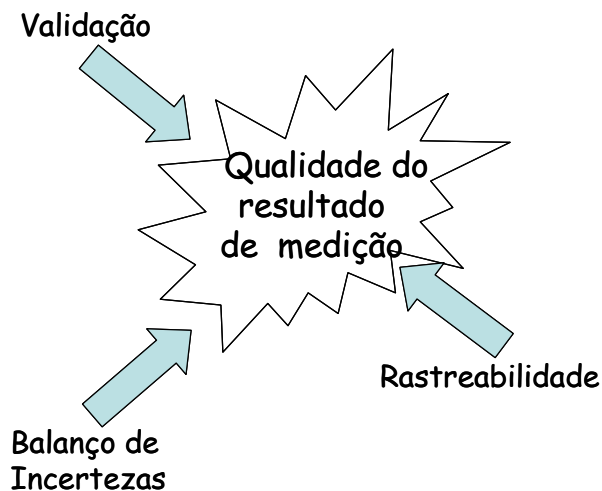 Validação
Qualidade do
resultado
de medição
Rastreabilidade
Balanço de
Incertezas